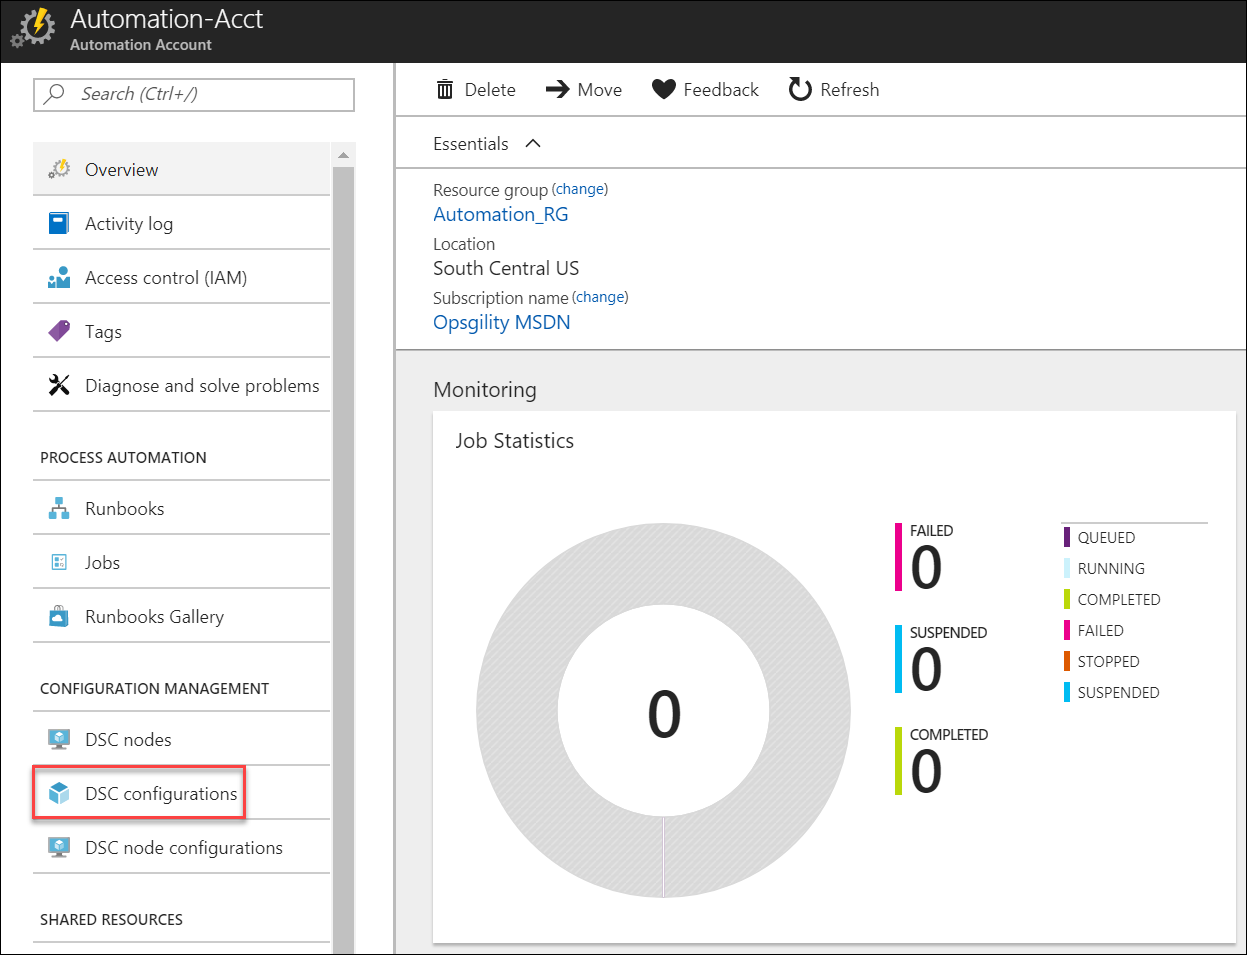 Automation-Acct
Automation Account
Search (Ctrl+/)
Overview
Activity log
Access control (IAM)
Tags
Diagnose and solve problems
PROCESS AUTOMATION
Runbooks
Jobs
Runbooks Gallery
CONFIGURATION MANAGEMENT
DSC nodes
DSC configurations
DSC node configurations
SHARED RESOURCES
Delete Move Feedback Refresh
Essentials
Resource group (change)
Automation_RG
Location
South Central US
Subscription name (change)
Opsgility MSDN
Monitoring
Job Statistics
0
FAILED
0
SUSPENDED
0
COMPLETED
0
QUEUED
RUNNING
COMPLETED
FAILED
STOPPED
SUSPENDED